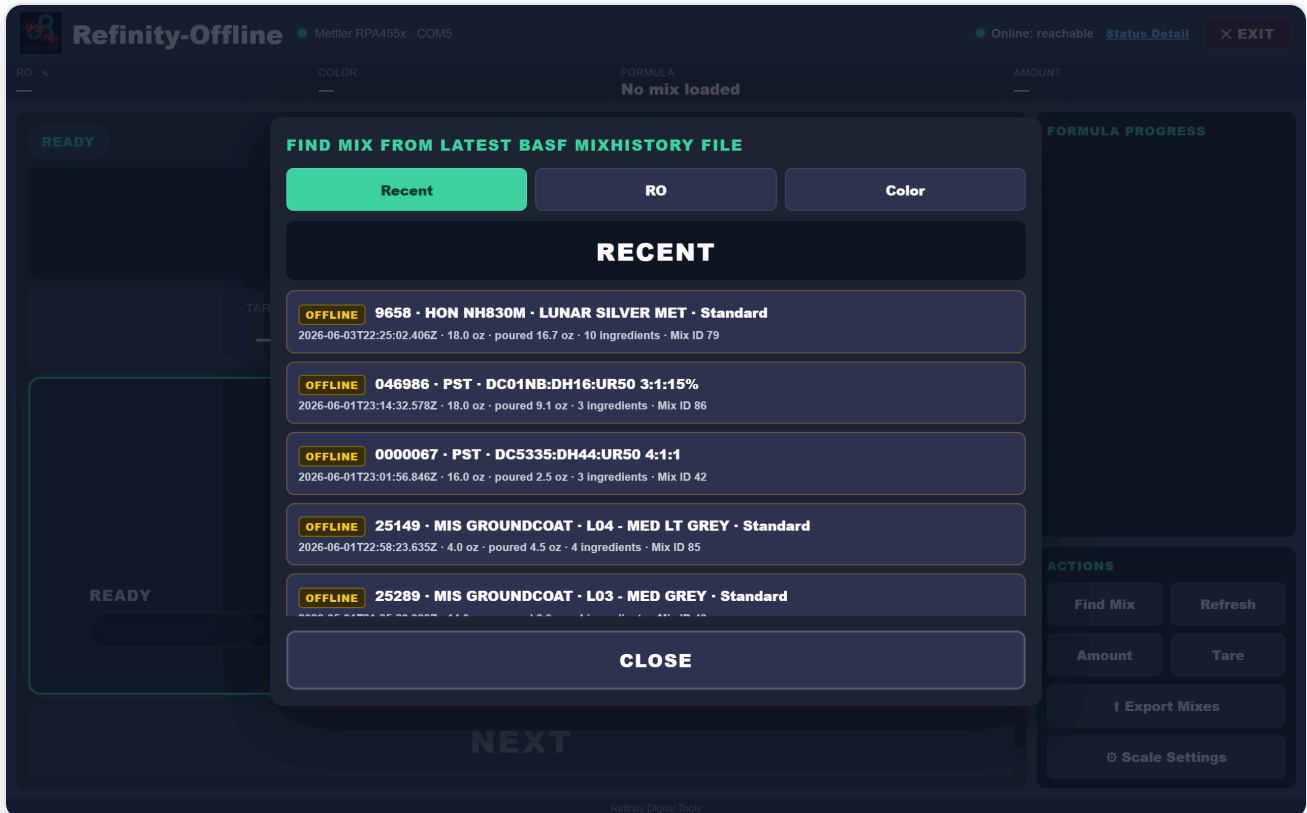 Refinity-Offline
Mettler RPA455x · COM5
Online: reachable
Status Detail
✕ EXIT
RO
—
COLOR
—
FORMULA
No mix loaded
AMOUNT
—
READY
FORMULA PROGRESS
FIND MIX FROM LATEST BASF MIXHISTORY FILE
Recent
RO
Color
RECENT
OFFLINE 9658 · HON NH830M · LUNAR SILVER MET · Standard
2026-06-03T22:25:02.406Z · 18.0 oz · poured 16.7 oz · 10 ingredients · Mix ID 79
OFFLINE 046986 · PST · DC01NB:DH16:UR50 3:1:15%
2026-06-01T23:14:32.578Z · 18.0 oz · poured 9.1 oz · 3 ingredients · Mix ID 86
OFFLINE 0000067 · PST · DC5335:DH44:UR50 4:1:1
2026-06-01T23:01:56.846Z · 16.0 oz · poured 2.5 oz · 3 ingredients · Mix ID 42
OFFLINE 25149 · MIS GROUNDCOAT · L04 - MED LT GREY · Standard
2026-06-01T22:58:23.635Z · 4.0 oz · poured 4.5 oz · 4 ingredients · Mix ID 85
OFFLINE 25289 · MIS GROUNDCOAT · L03 - MED GREY · Standard
CLOSE
TAR
—
READY
NEXT
ACTIONS
Find Mix
Refresh
Amount
Tare
⬆ Export Mixes
⚙ Scale Settings
Refinity Digital Tools